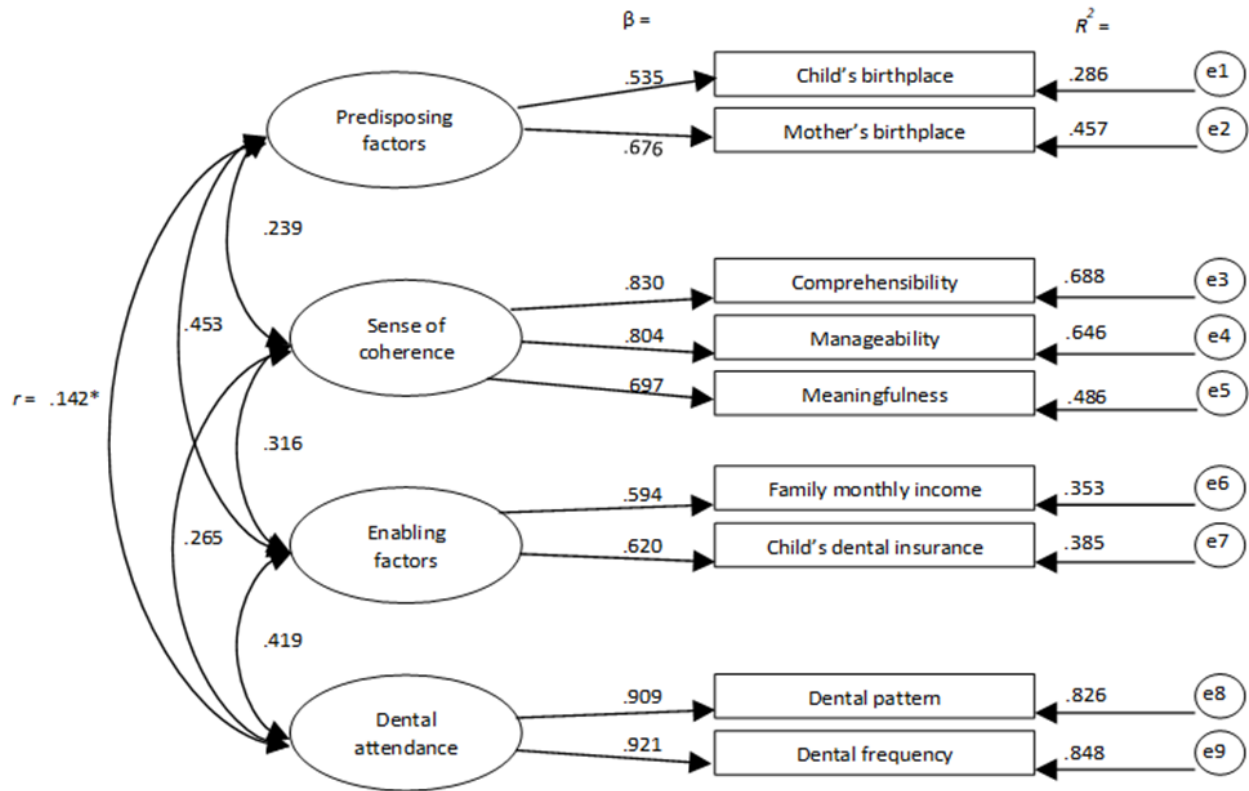 β =
R² =
.535
Child's birthplace
.286
e1
Predisposing
factors
.676
Mother's birthplace
.457
e2
.239
.830
Comprehensibility
.688
e3
.453
Sense of
coherence
.804
Manageability
.646
e4
r = .142*
.697
Meaningfulness
.486
e5
.316
.594
Family monthly income
.353
e6
.265
Enabling
factors
.620
Child's dental insurance
.385
e7
.419
.909
Dental pattern
.826
e8
Dental
attendance
.921
Dental frequency
.848
e9